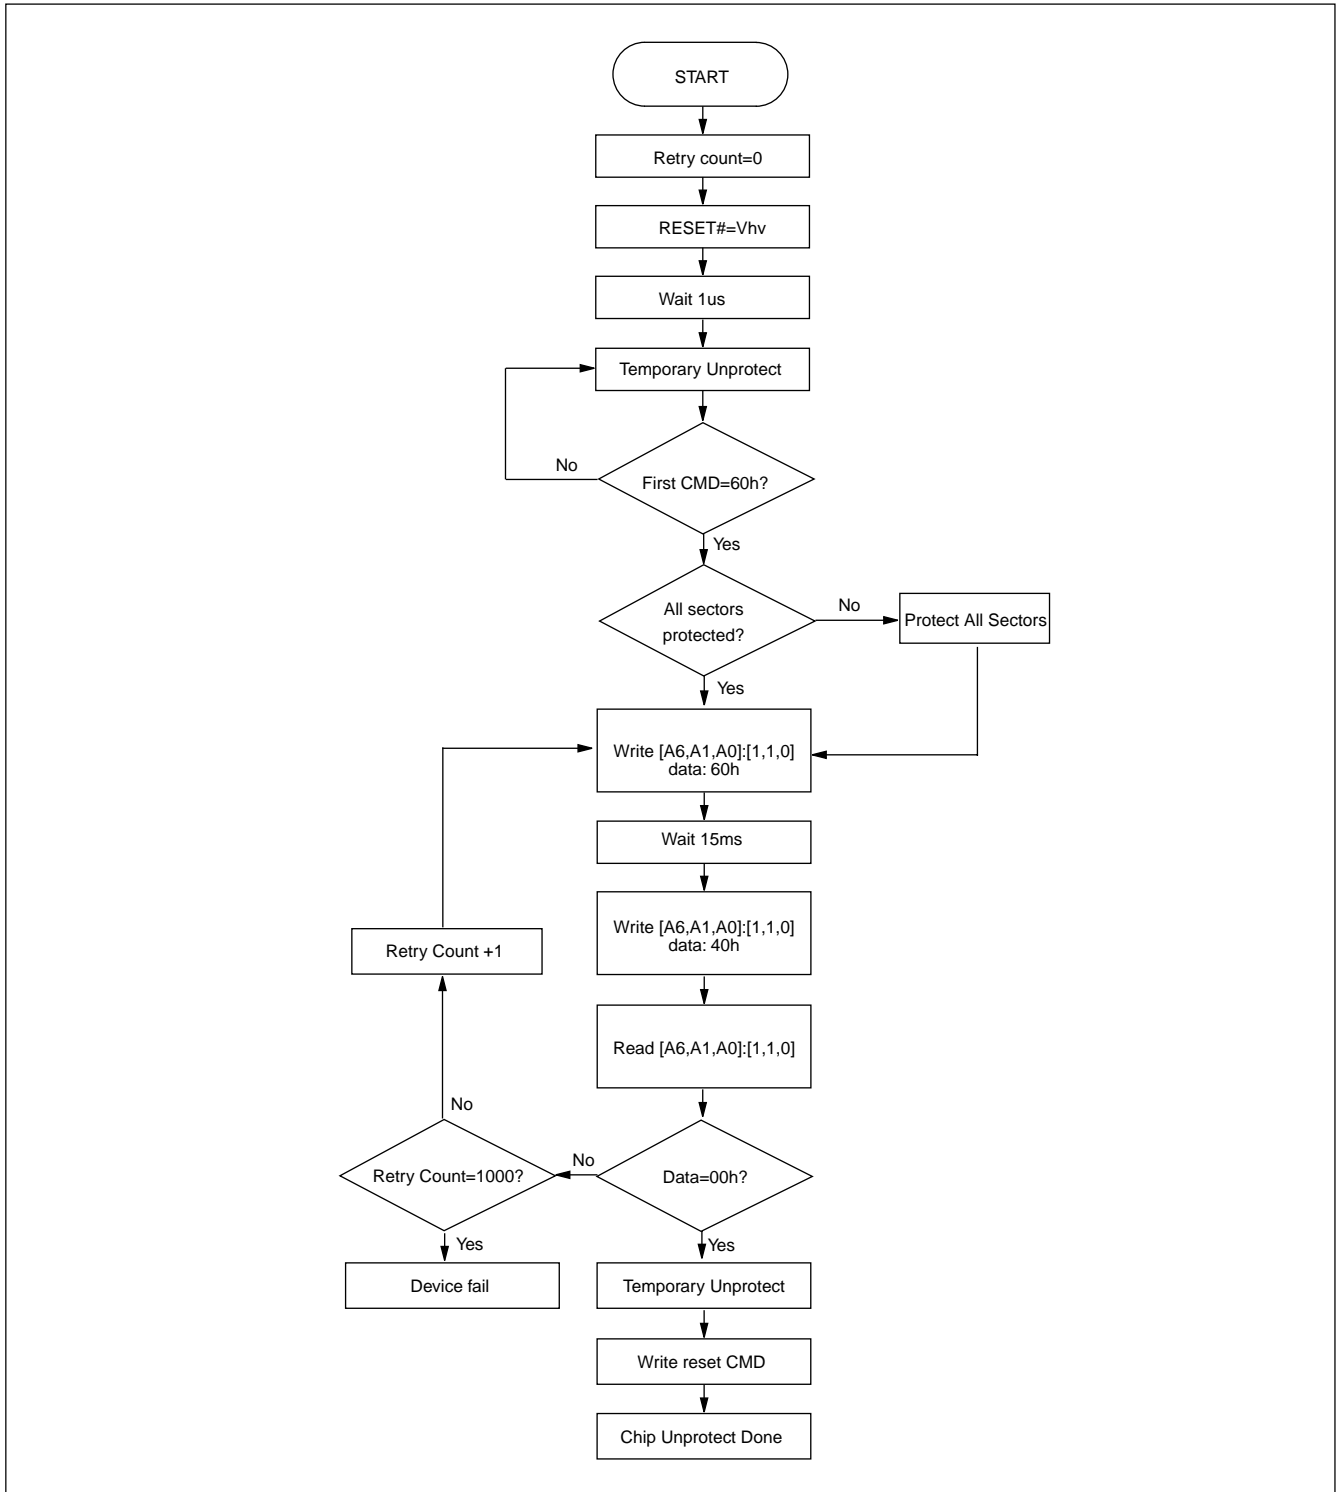 START
Retry count=0
RESET#=Vhv
Wait 1us
Temporary Unprotect
No
First CMD=60h?
Yes
All sectors
protected?
No
Protect All Sectors
Yes
Write [A6,A1,A0]:[1,1,0]
data: 60h
Wait 15ms
Write [A6,A1,A0]:[1,1,0]
data: 40h
Retry Count +1
Read [A6,A1,A0]:[1,1,0]
No
Retry Count=1000?
No
Data=00h?
Yes
Yes
Device fail
Temporary Unprotect
Write reset CMD
Chip Unprotect Done